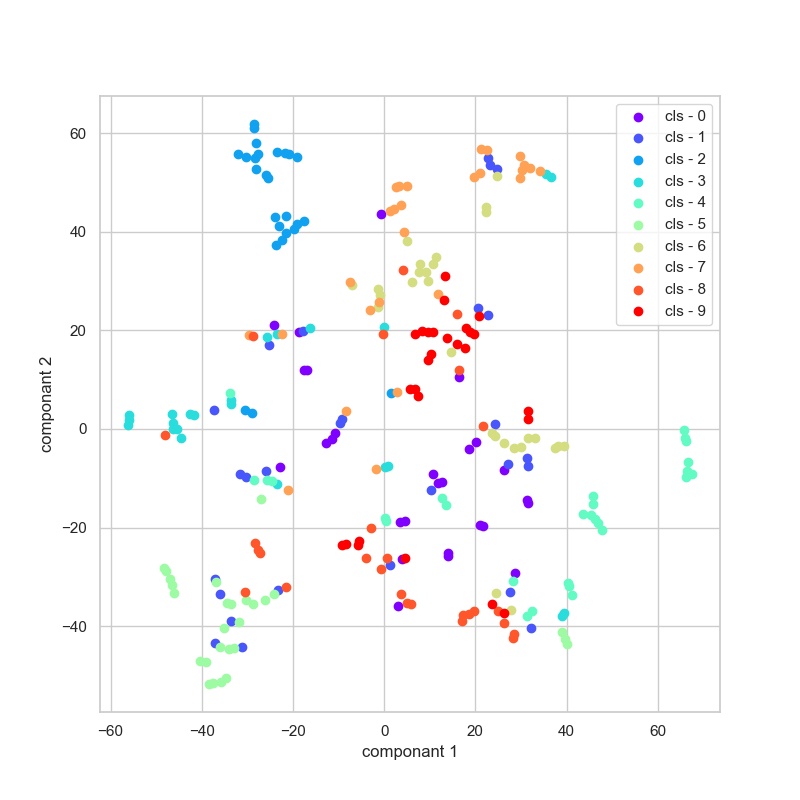 cls - 0
cls - 1
cls - 2
cls - 3
cls - 4
cls - 5
cls - 6
cls - 7
cls - 8
cls - 9
60
40
20
0
−20
−40
−60
−40
−20
0
20
40
60
componant 1
componant 2